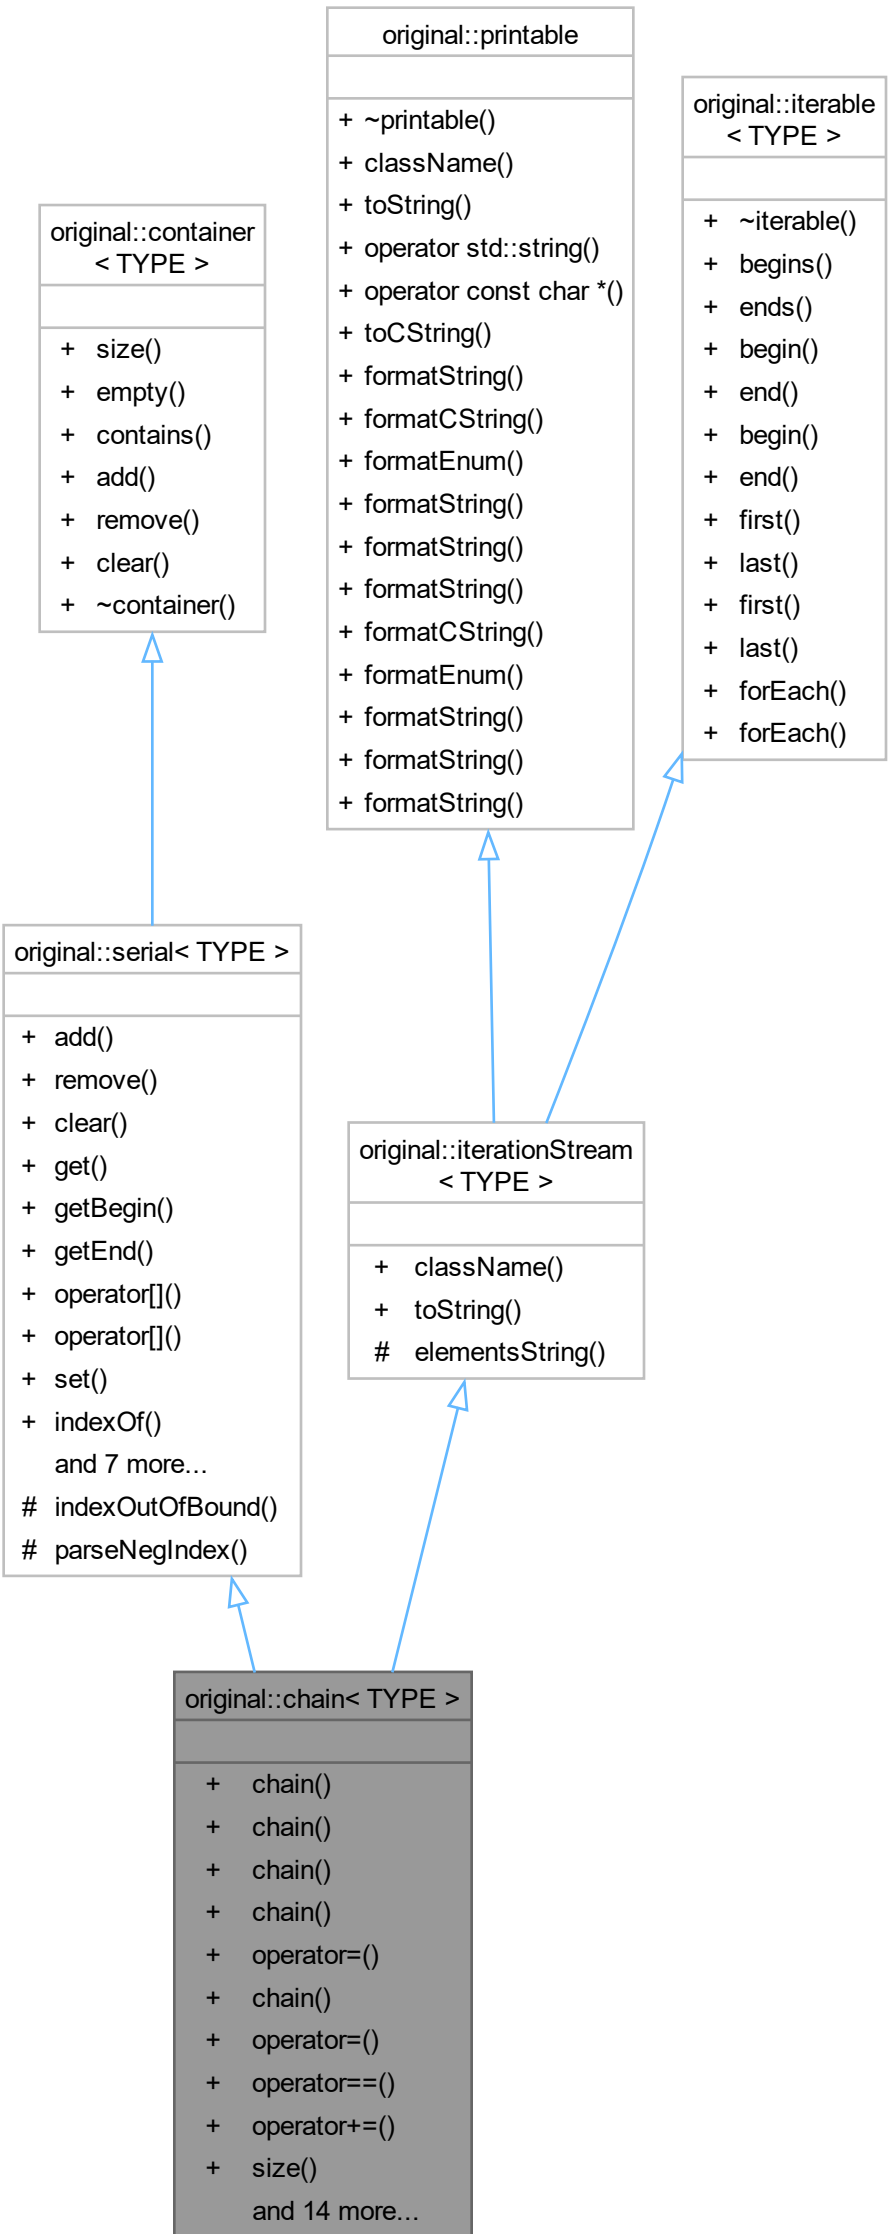 original::printable
+ ~printable()
+ className()
+ toString()
+ operator std::string()
+ operator const char *()
+ toCString()
+ formatString()
+ formatCString()
+ formatEnum()
+ formatString()
+ formatString()
+ formatString()
+ formatCString()
+ formatEnum()
+ formatString()
+ formatString()
+ formatString()
original::iterable
< TYPE >
+ ~iterable()
+ begins()
+ ends()
+ begin()
+ end()
+ begin()
+ end()
+ first()
+ last()
+ first()
+ last()
+ forEach()
+ forEach()
original::container
< TYPE >
+ size()
+ empty()
+ contains()
+ add()
+ remove()
+ clear()
+ ~container()
original::serial< TYPE >
+ add()
+ remove()
+ clear()
+ get()
+ getBegin()
+ getEnd()
+ operator[]()
+ operator[]()
+ set()
+ indexOf()
and 7 more...
# indexOutOfBound()
# parseNegIndex()
original::iterationStream
< TYPE >
+ className()
+ toString()
# elementsString()
original::chain< TYPE >
+ chain()
+ chain()
+ chain()
+ chain()
+ operator=()
+ chain()
+ operator=()
+ operator==()
+ operator+=()
+ size()
and 14 more...